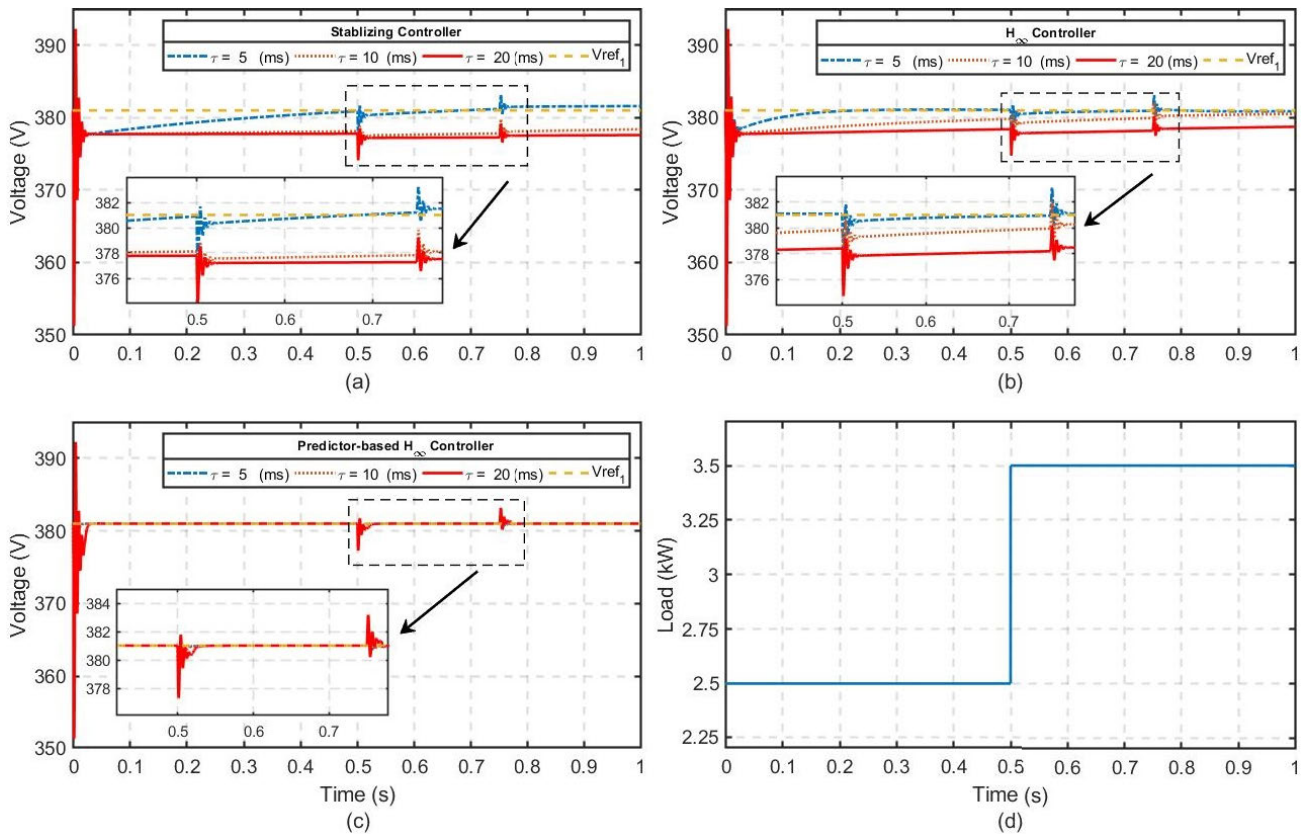 Stablizing Controller
τ = 5 (ms) τ = 10 (ms) τ = 20 (ms) Vref1
Voltage (V)
390
380
370
360
350
382
380
378
376
0.5 0.6 0.7
0 0.1 0.2 0.3 0.4 0.5 0.6 0.7 0.8 0.9 1
(a)
H∞ Controller
τ = 5 (ms) τ = 10 (ms) τ = 20 (ms) Vref1
Voltage (V)
390
380
370
360
350
382
380
378
376
0.5 0.6 0.7
0 0.1 0.2 0.3 0.4 0.5 0.6 0.7 0.8 0.9 1
(b)
Predictor-based H∞ Controller
τ = 5 (ms) τ = 10 (ms) τ = 20 (ms) Vref1
Voltage (V)
390
380
370
360
350
384
382
380
378
0.5 0.6 0.7
0 0.1 0.2 0.3 0.4 0.5 0.6 0.7 0.8 0.9 1
Time (s)
(c)
Load (kW)
3.5
3
2.75
2.5
2.25
0 0.1 0.2 0.3 0.4 0.5 0.6 0.7 0.8 0.9 1
Time (s)
(d)